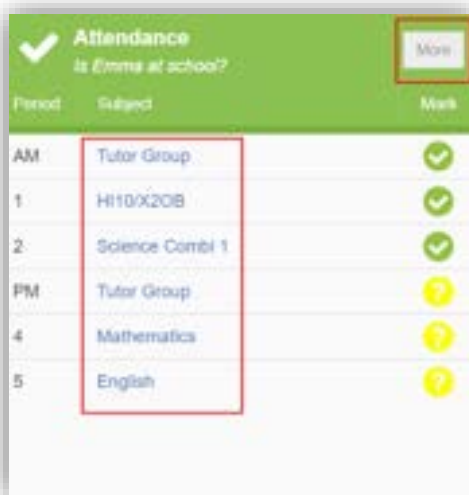 Attendance
Is Emma at school?
More
Period Subject Mark
AM Tutor Group
1 HI10/X2OB
2 Science Combi 1
PM Tutor Group
? 
4 Mathematics
?
5 English
?